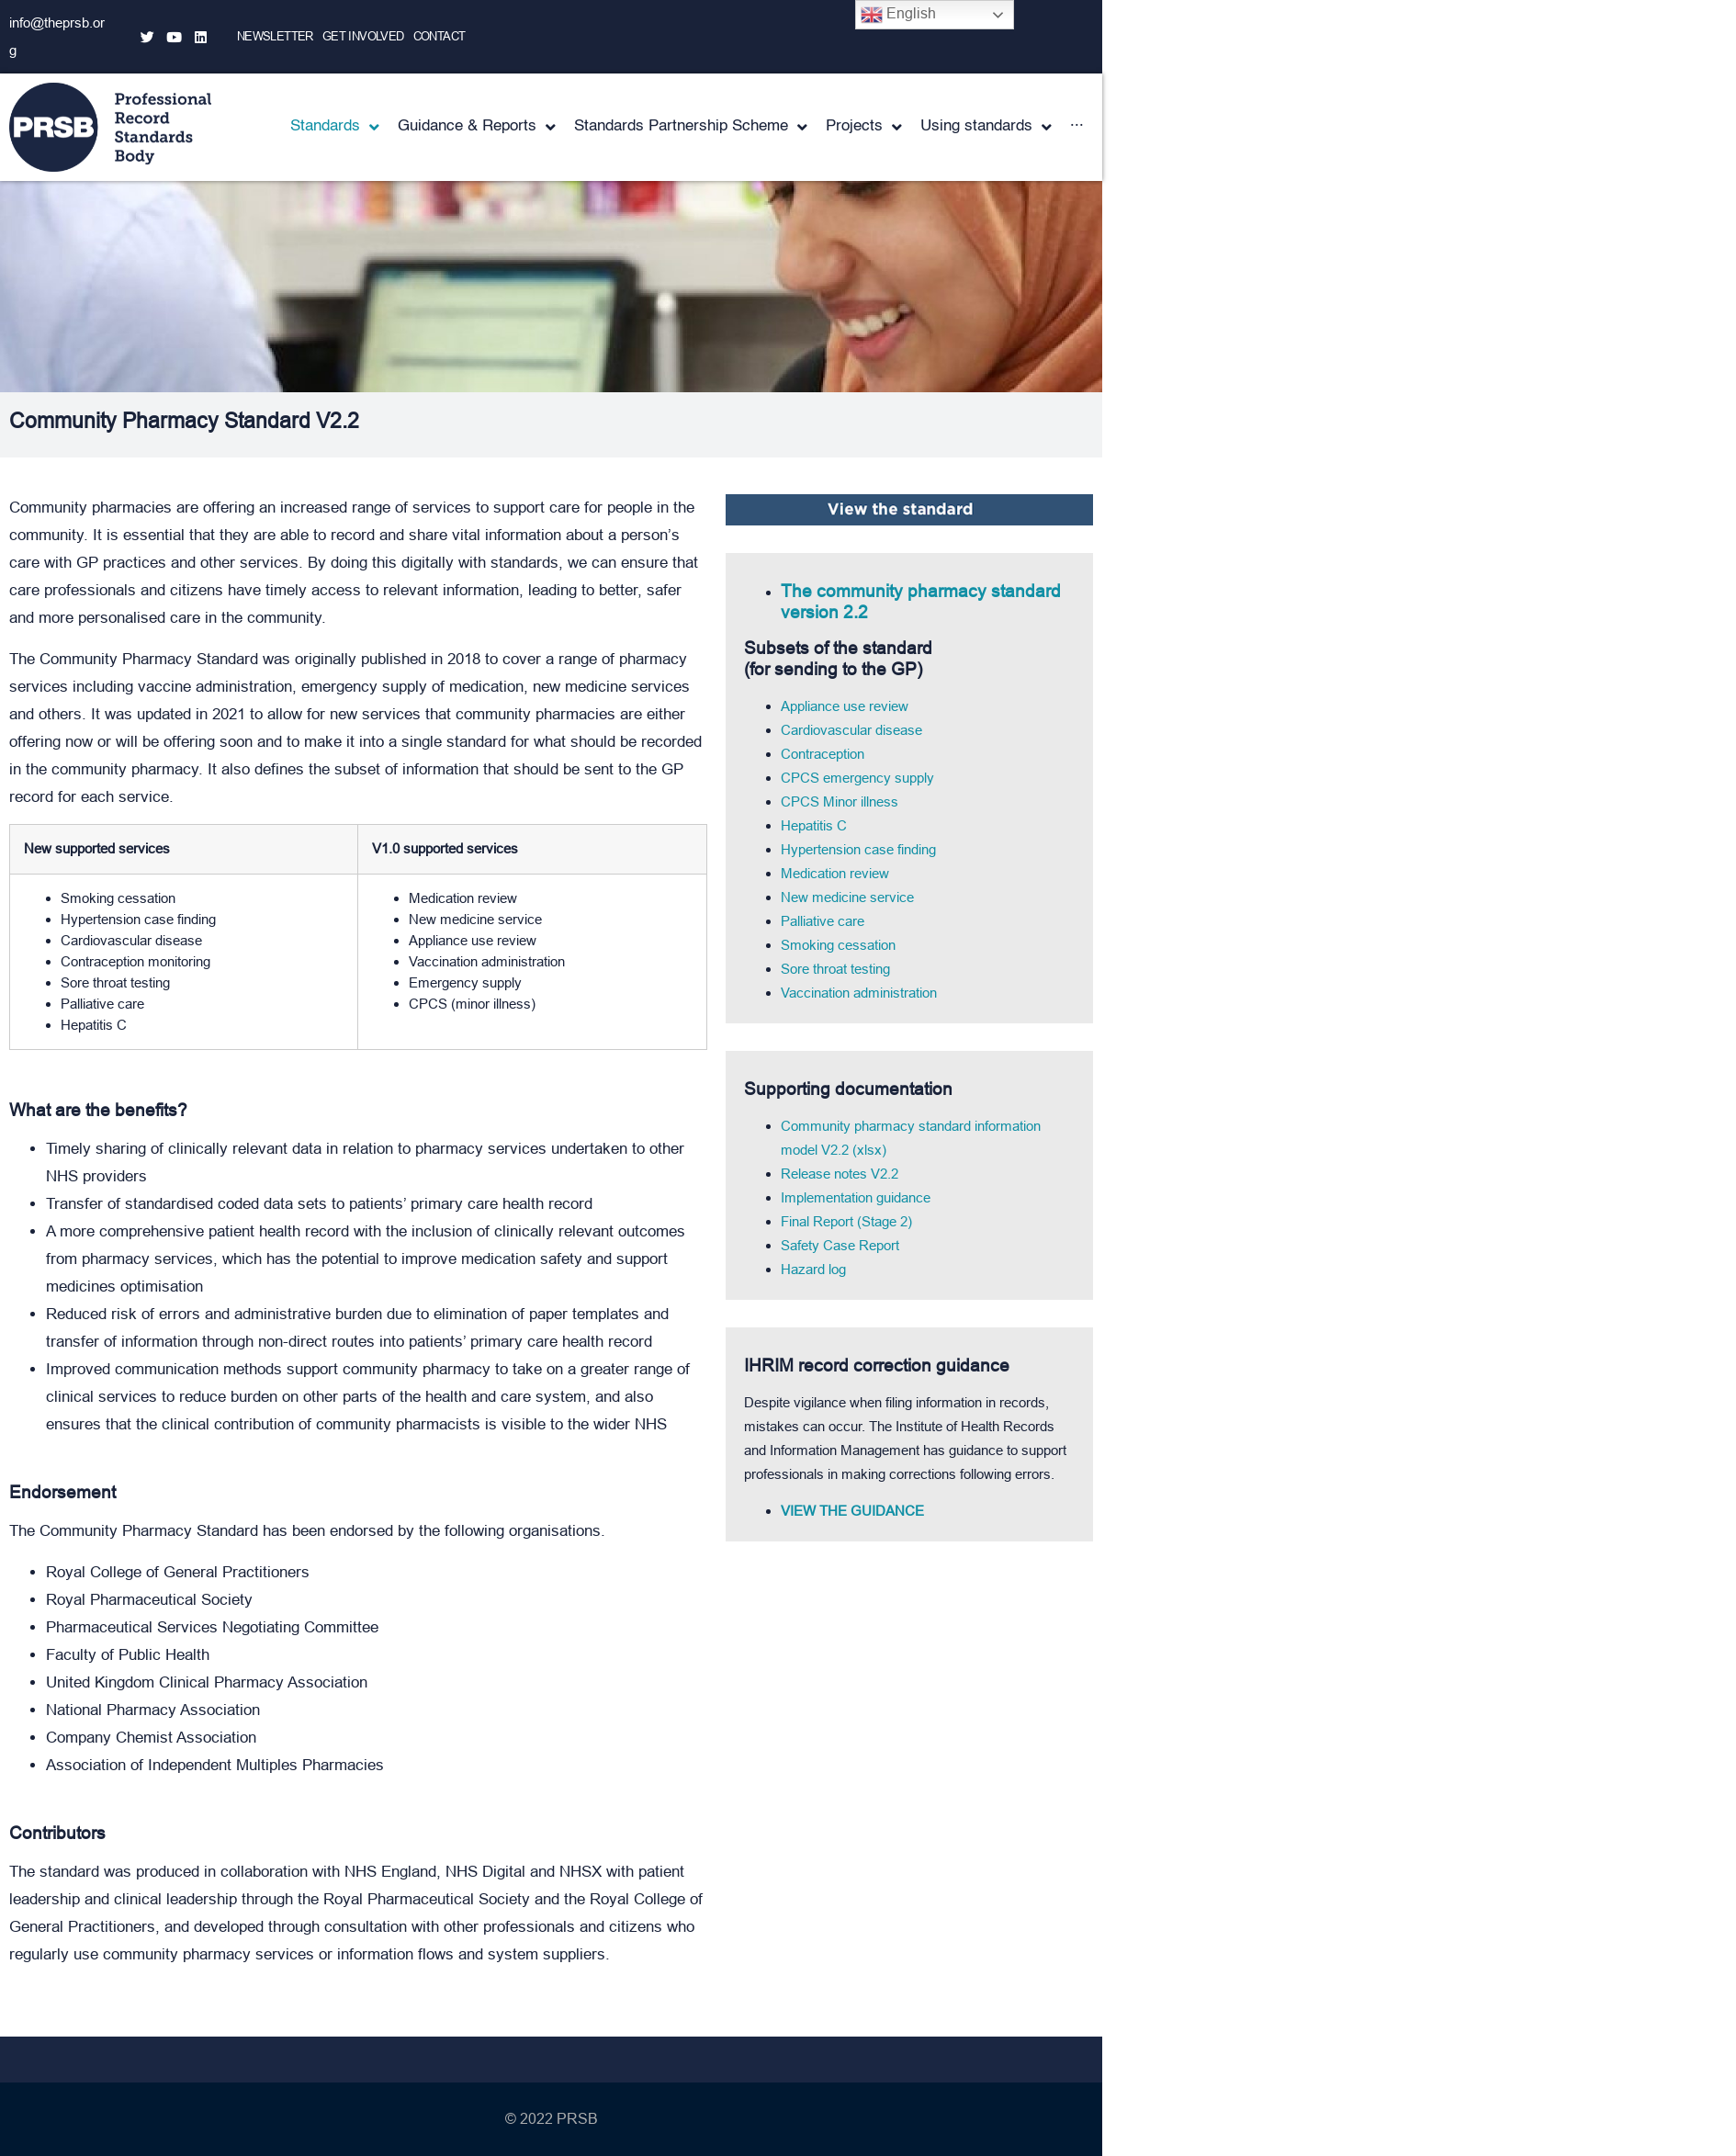 info@theprsb.or
g
NEWSLETTER GET INVOLVED CONTACT
English
PRSB
Professional
Record
Standards
Body
Standards Guidance & Reports Standards Partnership Scheme Projects Using standards ...
Community Pharmacy Standard V2.2
Community pharmacies are offering an increased range of services to support care for people in the
community. It is essential that they are able to record and share vital information about a person’s
care with GP practices and other services. By doing this digitally with standards, we can ensure that
care professionals and citizens have timely access to relevant information, leading to better, safer
and more personalised care in the community.
The Community Pharmacy Standard was originally published in 2018 to cover a range of pharmacy
services including vaccine administration, emergency supply of medication, new medicine services
and others. It was updated in 2021 to allow for new services that community pharmacies are either
offering now or will be offering soon and to make it into a single standard for what should be recorded
in the community pharmacy. It also defines the subset of information that should be sent to the GP
record for each service.
New supported services
V1.0 supported services
Smoking cessation
Hypertension case finding
Cardiovascular disease
Contraception monitoring
Sore throat testing
Palliative care
Hepatitis C
Medication review
New medicine service
Appliance use review
Vaccination administration
Emergency supply
CPCS (minor illness)
What are the benefits?
Timely sharing of clinically relevant data in relation to pharmacy services undertaken to other
NHS providers
Transfer of standardised coded data sets to patients’ primary care health record
A more comprehensive patient health record with the inclusion of clinically relevant outcomes
from pharmacy services, which has the potential to improve medication safety and support
medicines optimisation
Reduced risk of errors and administrative burden due to elimination of paper templates and
transfer of information through non-direct routes into patients’ primary care health record
Improved communication methods support community pharmacy to take on a greater range of
clinical services to reduce burden on other parts of the health and care system, and also
ensures that the clinical contribution of community pharmacists is visible to the wider NHS
Endorsement
The Community Pharmacy Standard has been endorsed by the following organisations.
Royal College of General Practitioners
Royal Pharmaceutical Society
Pharmaceutical Services Negotiating Committee
Faculty of Public Health
United Kingdom Clinical Pharmacy Association
National Pharmacy Association
Company Chemist Association
Association of Independent Multiples Pharmacies
Contributors
The standard was produced in collaboration with NHS England, NHS Digital and NHSX with patient
leadership and clinical leadership through the Royal Pharmaceutical Society and the Royal College of
General Practitioners, and developed through consultation with other professionals and citizens who
regularly use community pharmacy services or information flows and system suppliers.
View the standard
The community pharmacy standard
version 2.2
Subsets of the standard
(for sending to the GP)
Appliance use review
Cardiovascular disease
Contraception
CPCS emergency supply
CPCS Minor illness
Hepatitis C
Hypertension case finding
Medication review
New medicine service
Palliative care
Smoking cessation
Sore throat testing
Vaccination administration
Supporting documentation
Community pharmacy standard information
model V2.2 (xlsx)
Release notes V2.2
Implementation guidance
Final Report (Stage 2)
Safety Case Report
Hazard log
IHRIM record correction guidance
Despite vigilance when filing information in records,
mistakes can occur. The Institute of Health Records
and Information Management has guidance to support
professionals in making corrections following errors.
VIEW THE GUIDANCE
© 2022 PRSB